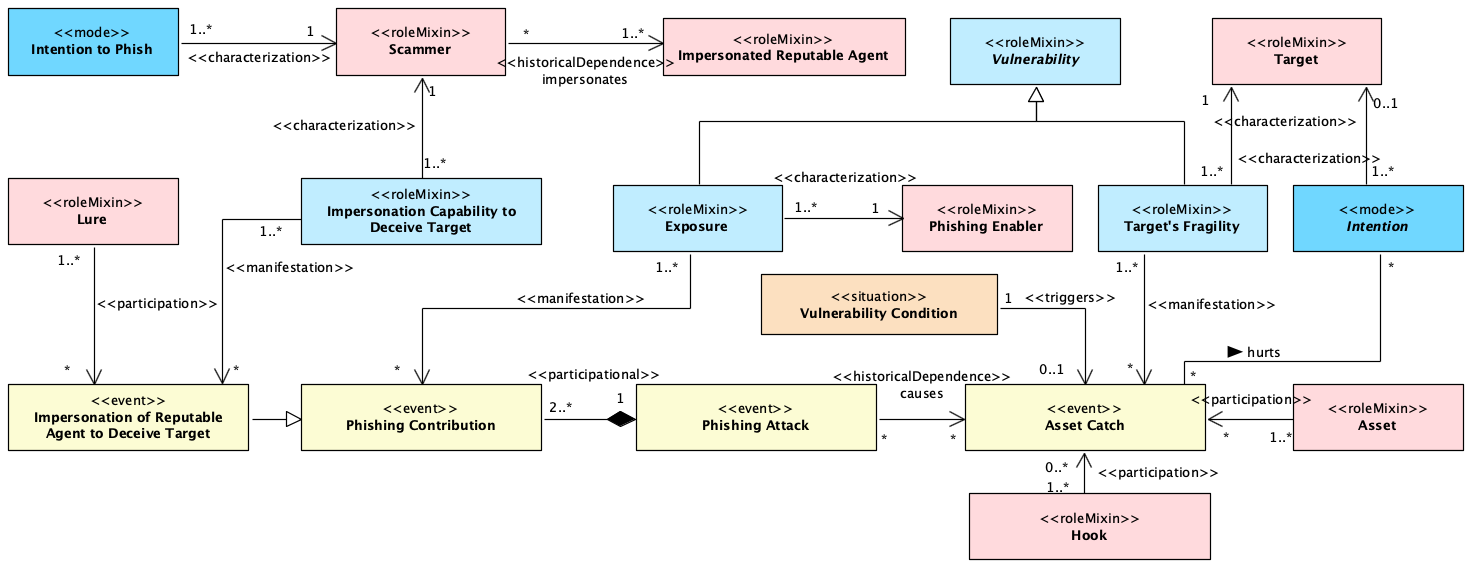 <<mode>>
Intention to Phish
1..*
1
<<characterization>>
<<roleMixin>>
Scammer
*
1..*
<<historicalDependence>>
impersonates
<<roleMixin>>
Impersonated Reputable Agent
<<roleMixin>>
Vulnerability
<<roleMixin>>
Target
1
<<characterization>>
1..*
1
<<characterization>>
0..1
<<characterization>>
1..*
1..*
<<roleMixin>>
Lure
<<roleMixin>>
Impersonation Capability to
Deceive Target
<<roleMixin>>
Exposure
<<characterization>>
1..*
1
<<roleMixin>>
Phishing Enabler
<<roleMixin>>
Target's Fragility
<<mode>>
Intention
1..*
1..*
<<manifestation>>
<<participation>>
*
*
1..*
<<manifestation>>
*
<<situation>>
Vulnerability Condition
1
<<triggers>>
0..1
1..*
<<manifestation>>
*
*
hurts
*
<<event>>
Impersonation of Reputable
Agent to Deceive Target
<<event>>
Phishing Contribution
<<participational>>
2..*
1
<<event>>
Phishing Attack
<<historicalDependence>>
causes
*
*
<<event>>
Asset Catch
<<participation>>
*
1..*
<<roleMixin>>
Asset
0..*
<<participation>>
1..*
<<roleMixin>>
Hook